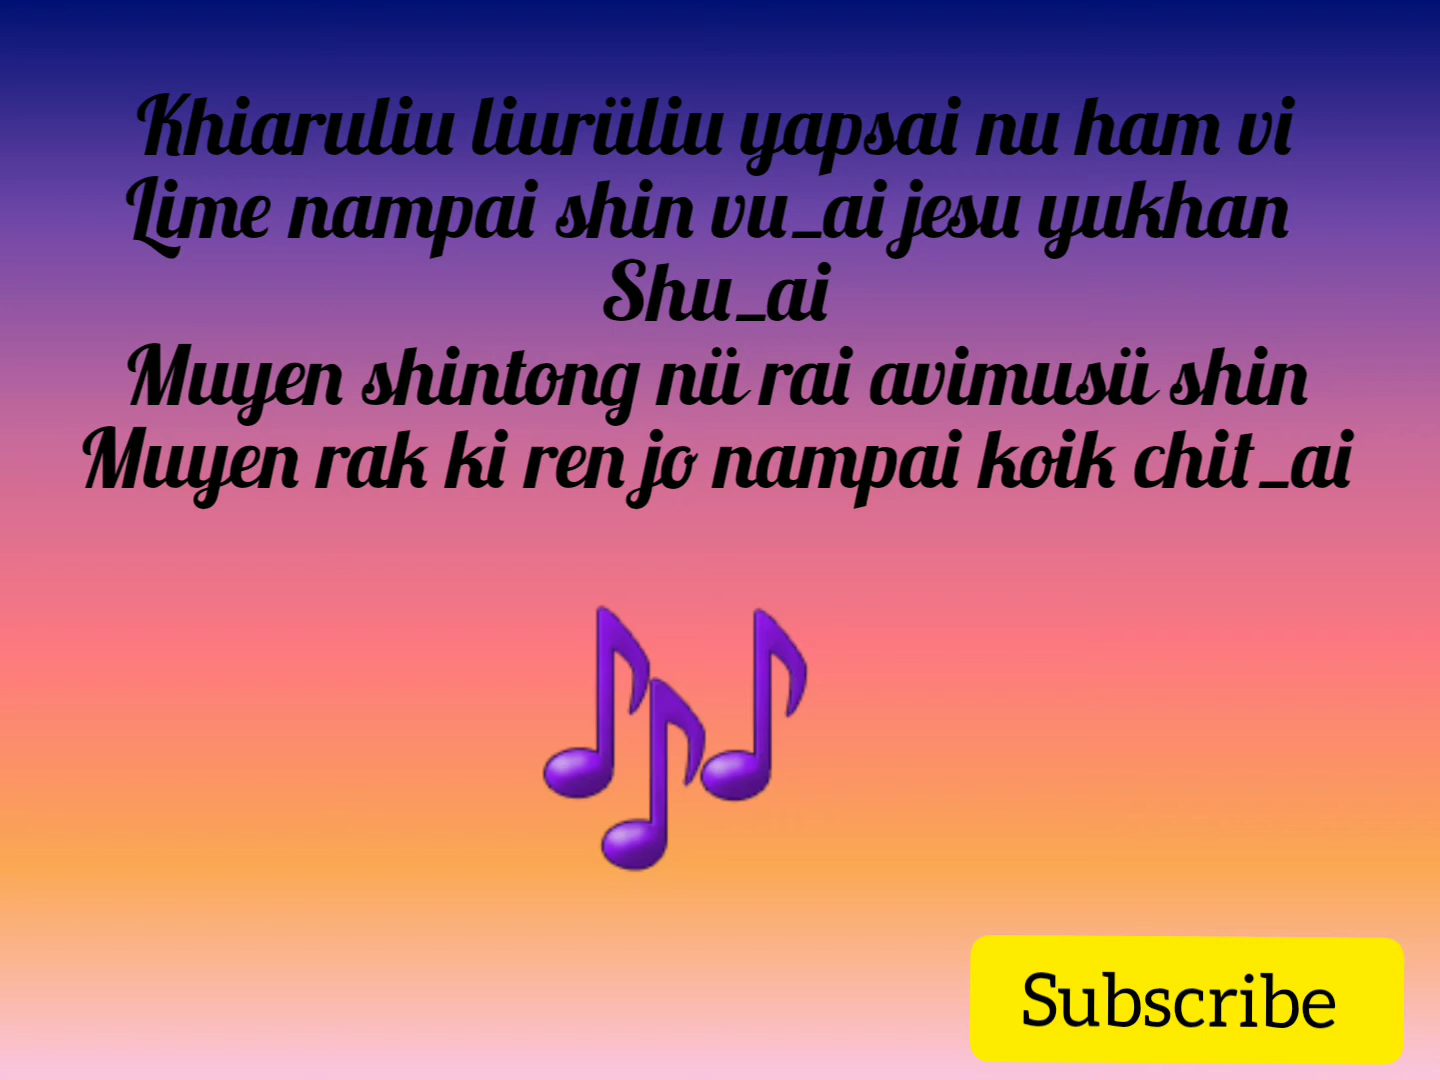 Khiaruliu liurüliu yapsai nu ham vi
Lime nampai shin vu_ai jesu yukhan
Shu_ai
Muyen shintong nü rai avimusü shin
Muyen rak ki ren jo nampai koik chit_ai
Subscribe